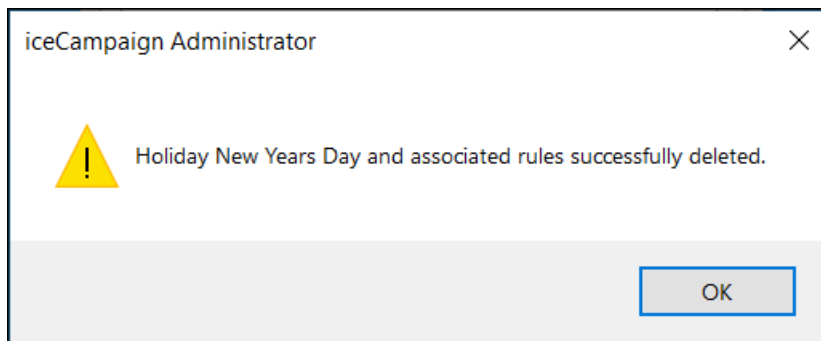 iceCampaign Administrator
Holiday New Years Day and associated rules successfully deleted.
OK